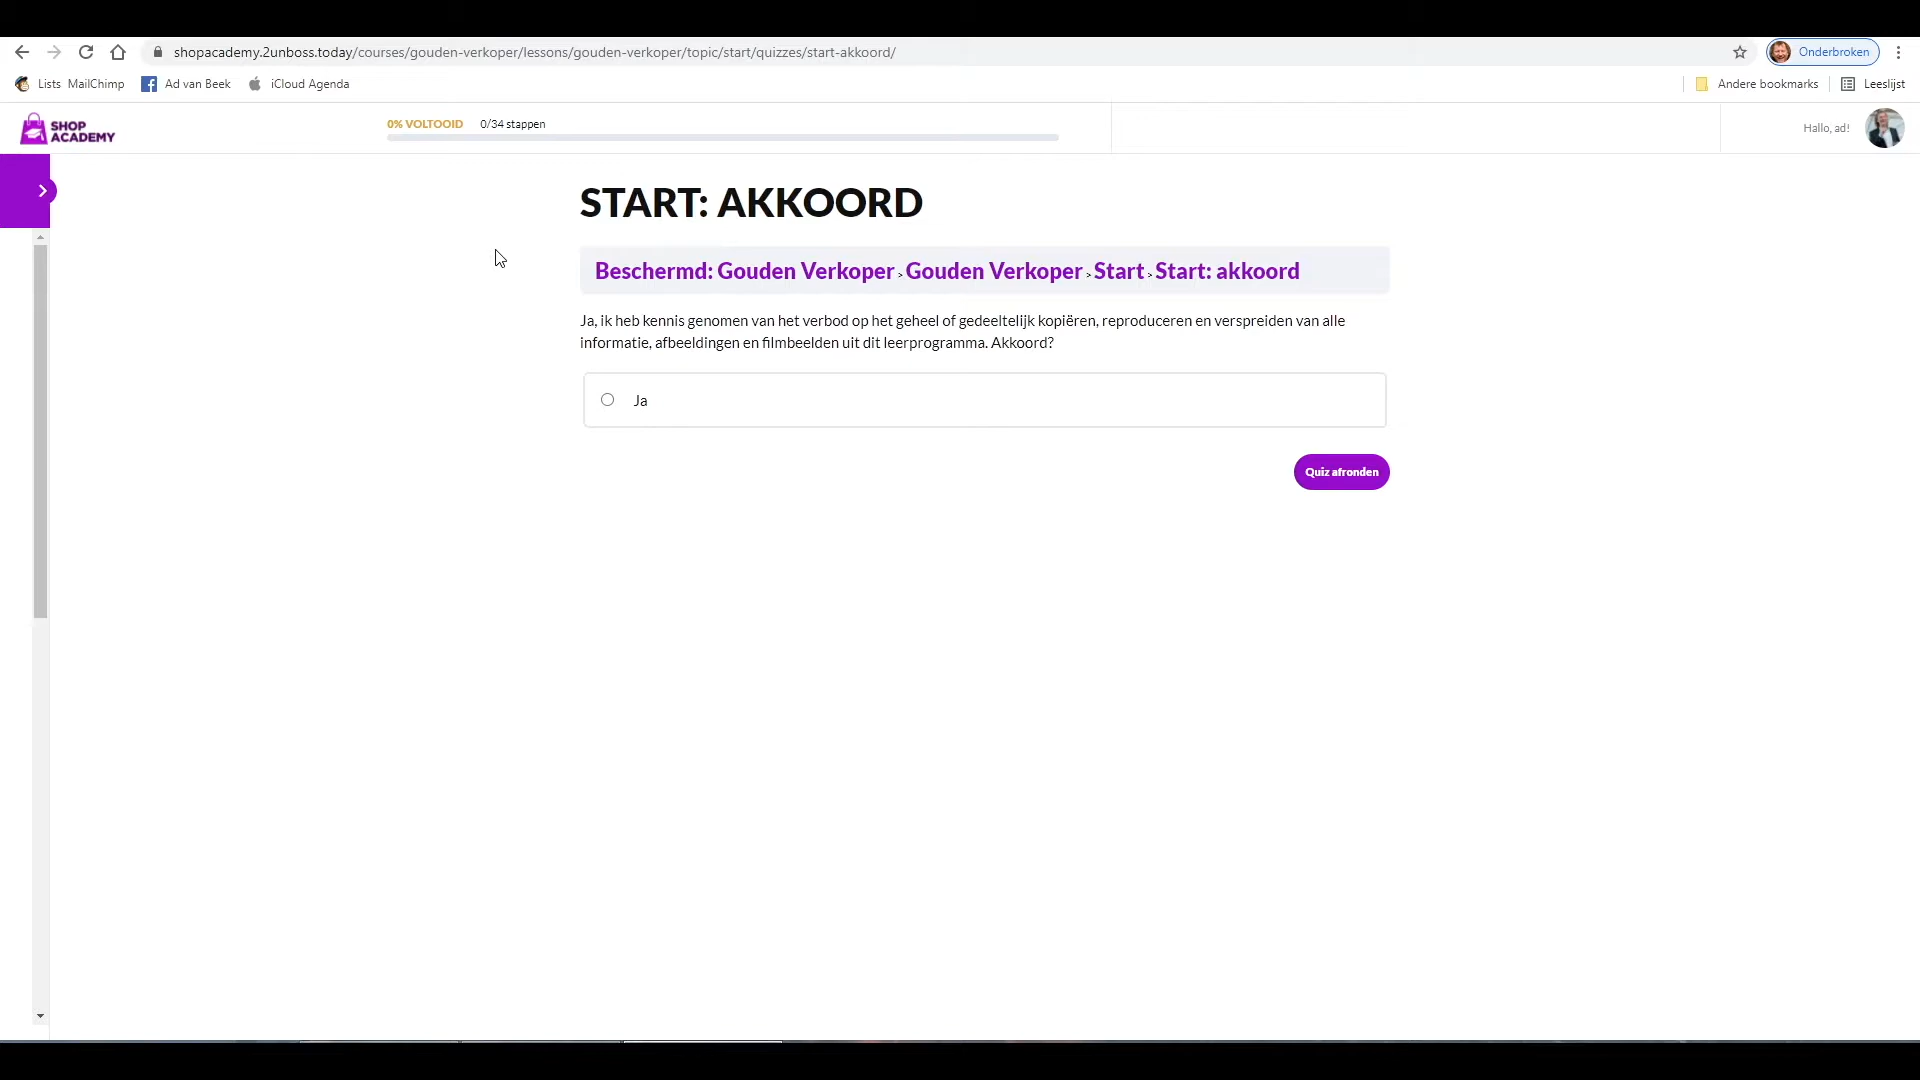 shopacademy.2unboss.today/courses/gouden-verkoper/lessons/gouden-verkoper/topic/start/quizzes/start-akkoord/
Onderbroken
Lists MailChimp
Ad van Beek
iCloud Agenda
Andere bookmarks
Leeslijst
SHOP
ACADEMY
0% VOLTOOID
0/34 stappen
Hallo, ad!
START: AKKOORD
Beschermd: Gouden Verkoper > Gouden Verkoper > Start > Start: akkoord
Ja, ik heb kennis genomen van het verbod op het geheel of gedeeltelijk kopiëren, reproduceren en verspreiden van alle
informatie, afbeeldingen en filmbeelden uit dit leerprogramma. Akkoord?
Ja
Quiz afronden